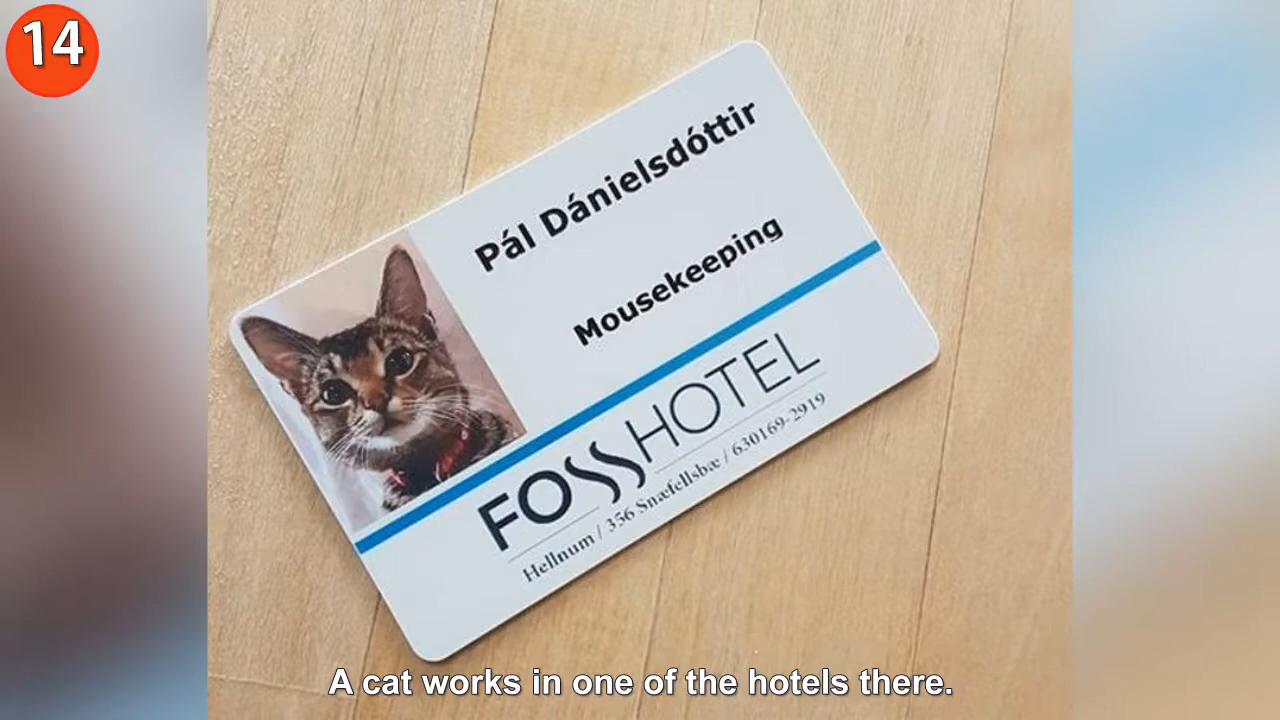 14
Pál Dánielsdóttir
Mousekeeping
FOSSHOTEL
Hellnum / 356 Snæfellsbæ / 630169-2919
A cat works in one of the hotels there.